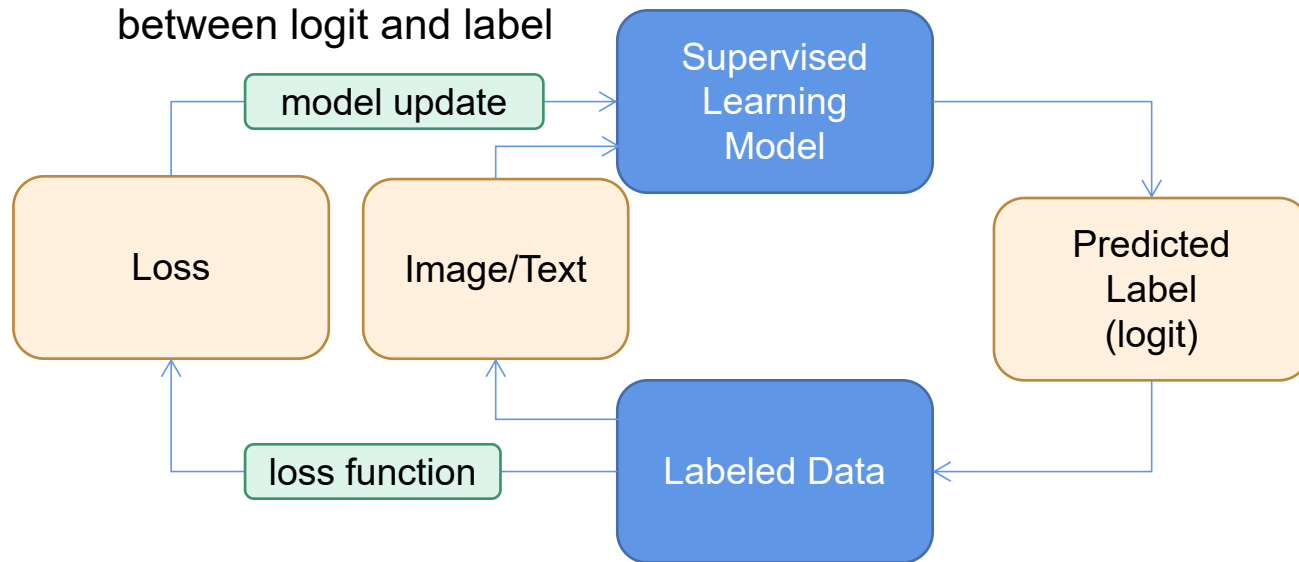 between logit and label
model update
Supervised
Learning
Model
Loss
Image/Text
Predicted
Label
(logit)
loss function
Labeled Data